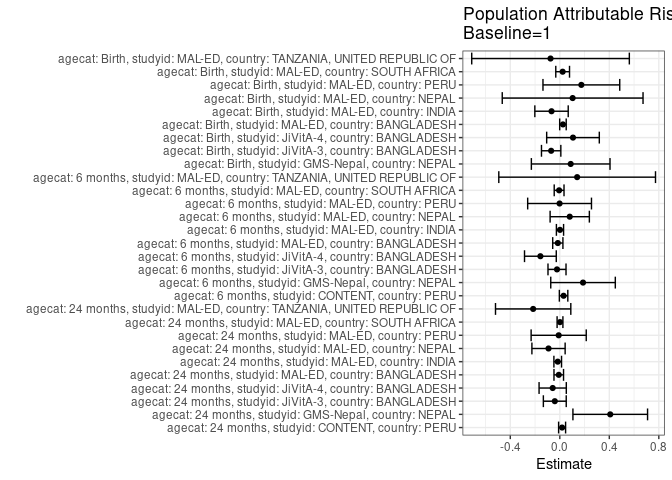 Population Attributable Ris
Baseline=1
agecat: Birth, studyid: MAL-ED, country: TANZANIA, UNITED REPUBLIC OF
agecat: Birth, studyid: MAL-ED, country: SOUTH AFRICA
agecat: Birth, studyid: MAL-ED, country: PERU
agecat: Birth, studyid: MAL-ED, country: NEPAL
agecat: Birth, studyid: MAL-ED, country: INDIA
agecat: Birth, studyid: MAL-ED, country: BANGLADESH
agecat: Birth, studyid: JiVitA-4, country: BANGLADESH
agecat: Birth, studyid: JiVitA-3, country: BANGLADESH
agecat: Birth, studyid: GMS-Nepal, country: NEPAL
agecat: 6 months, studyid: MAL-ED, country: TANZANIA, UNITED REPUBLIC OF
agecat: 6 months, studyid: MAL-ED, country: SOUTH AFRICA
agecat: 6 months, studyid: MAL-ED, country: PERU
agecat: 6 months, studyid: MAL-ED, country: NEPAL
agecat: 6 months, studyid: MAL-ED, country: INDIA
agecat: 6 months, studyid: MAL-ED, country: BANGLADESH
agecat: 6 months, studyid: JiVitA-4, country: BANGLADESH
agecat: 6 months, studyid: JiVitA-3, country: BANGLADESH
agecat: 6 months, studyid: GMS-Nepal, country: NEPAL
agecat: 6 months, studyid: CONTENT, country: PERU
agecat: 24 months, studyid: MAL-ED, country: TANZANIA, UNITED REPUBLIC OF
agecat: 24 months, studyid: MAL-ED, country: SOUTH AFRICA
agecat: 24 months, studyid: MAL-ED, country: PERU
agecat: 24 months, studyid: MAL-ED, country: NEPAL
agecat: 24 months, studyid: MAL-ED, country: INDIA
agecat: 24 months, studyid: MAL-ED, country: BANGLADESH
agecat: 24 months, studyid: JiVitA-4, country: BANGLADESH
agecat: 24 months, studyid: JiVitA-3, country: BANGLADESH
agecat: 24 months, studyid: GMS-Nepal, country: NEPAL
agecat: 24 months, studyid: CONTENT, country: PERU
-0.4 0.0 0.4 0.8
Estimate